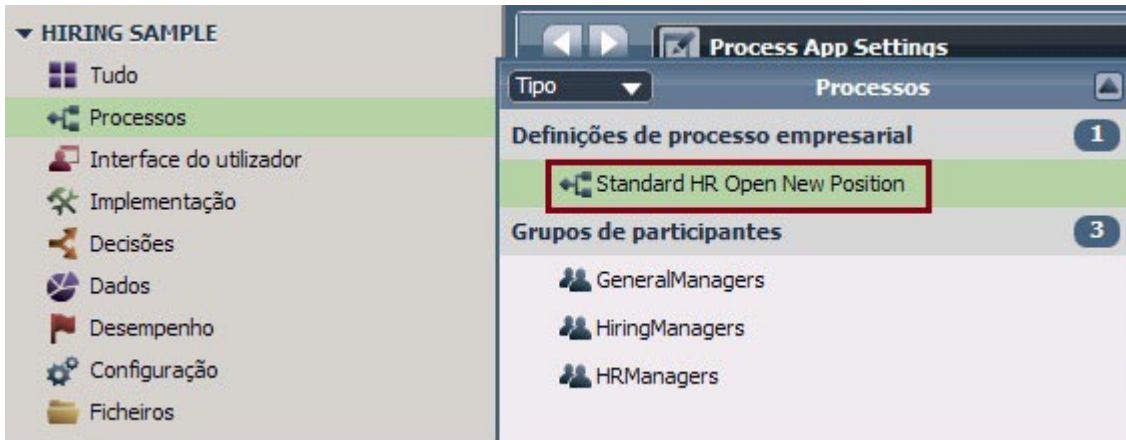 HIRING SAMPLE
Tudo
Processos
Interface do utilizador
Implementação
Decisões
Dados
Desempenho
Configuração
Ficheiros
Process App Settings
Tipo Processos
Definições de processo empresarial 1
Standard HR Open New Position
Grupos de participantes 3
GeneralManagers
HiringManagers
HRManagers